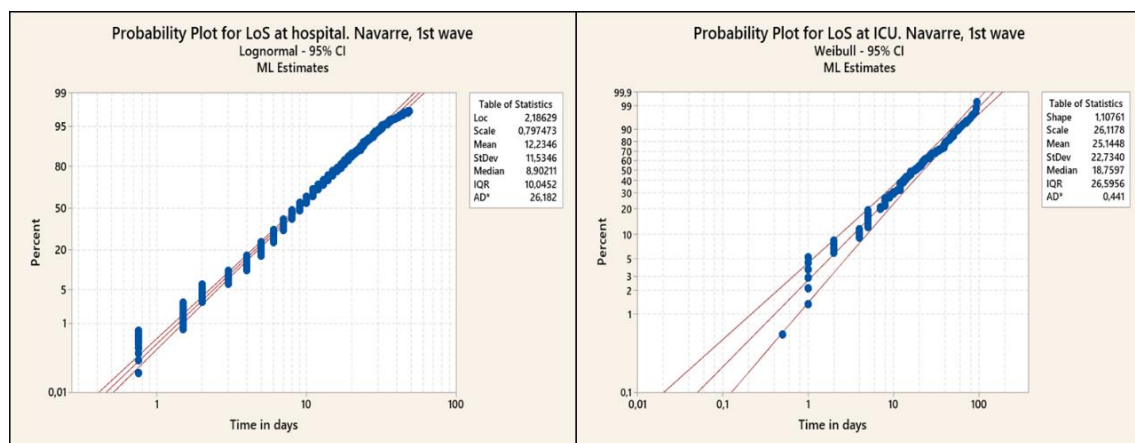 Probability Plot for LoS at hospital. Navarre, 1st wave
Lognormal - 95% CI
ML Estimates
99
95
80
50
20
5
1
0,01
Percent
1
10
100
Time in days
Table of Statistics
Loc 2,18629
Scale 0,797473
Mean 12,2346
StDev 11,5346
Median 8,90211
IQR 10,0452
AD* 26,182
Probability Plot for LoS at ICU. Navarre, 1st wave
Weibull - 95% CI
ML Estimates
99,9
99
90
80
70
60
50
40
30
20
10
5
3
2
1
0,1
Percent
0,01
0,1
1
10
100
Time in days
Table of Statistics
Shape 1,10761
Scale 26,1178
Mean 25,1448
StDev 22,7340
Median 18,7597
IQR 26,5956
AD* 0,441